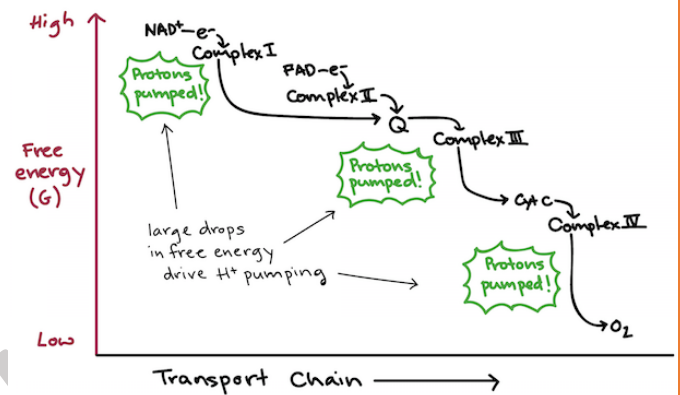 High
NAD+-e-
Complex I
Protons
pumped!
FAD-e-
Complex II
Q
Complex III
Free
energy
(G)
Protons
pumped!
Cyt C
Complex IV
large drops
in free energy
drive H+ pumping
Protons
pumped!
O2
Low
Transport Chain